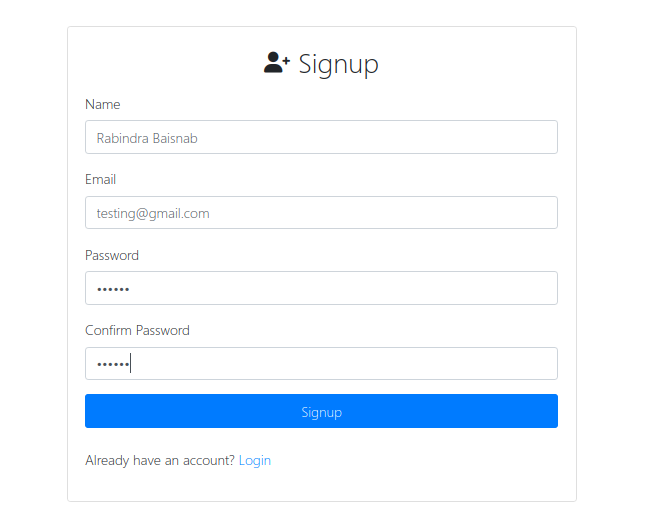 Signup
Name
Rabindra Baisnab
Email
testing@gmail.com
Password
••••••
Confirm Password
••••••
Signup
Already have an account? Login